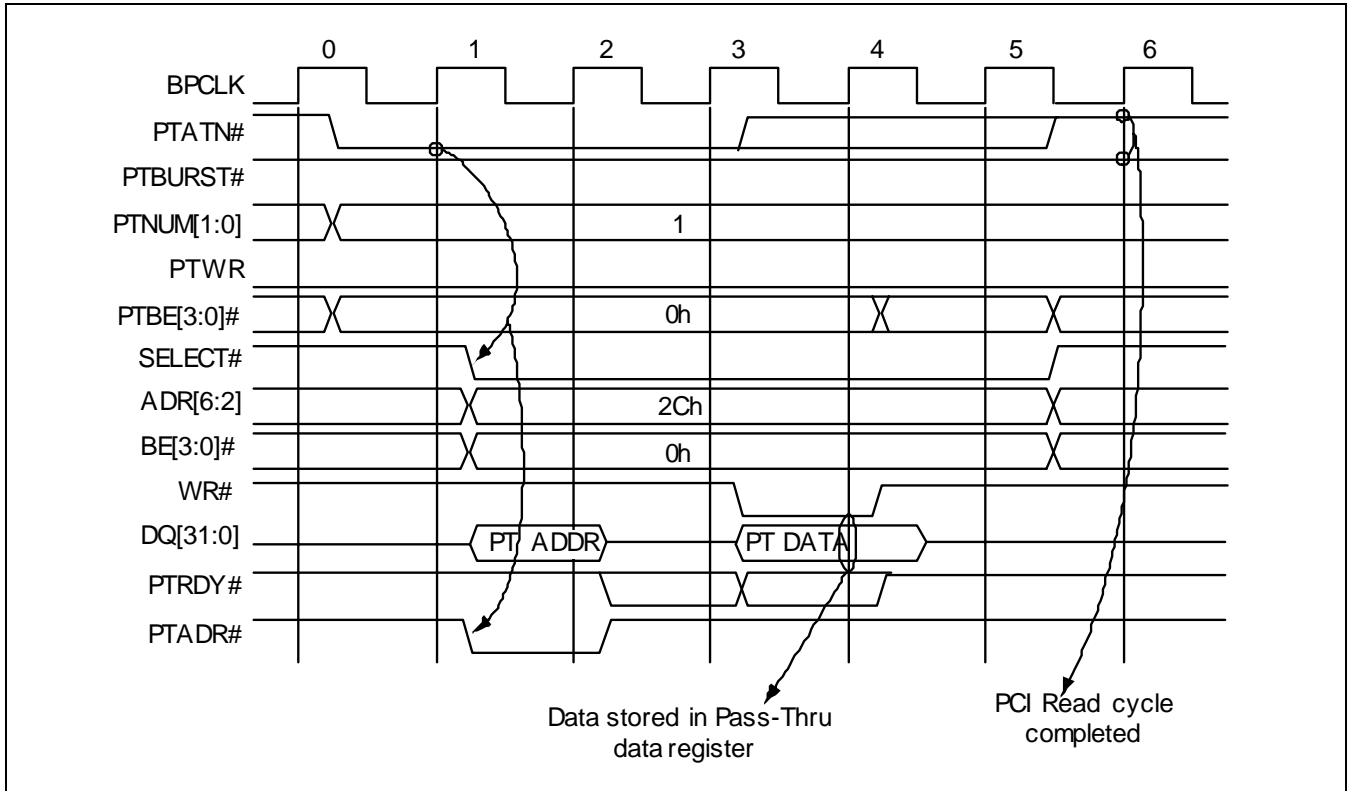 0 1 2 3 4 5 6
BPCLK
PTATN#
PTBURST#
PTNUM[1:0] 1
PTWR
PTBE[3:0]# 0h
SELECT#
ADR[6:2] 2Ch
BE[3:0]# 0h
WR#
DQ[31:0] PT ADDR PT DATA
PTRDY#
PTADR#
Data stored in Pass-Thru
data register
PCI Read cycle
completed